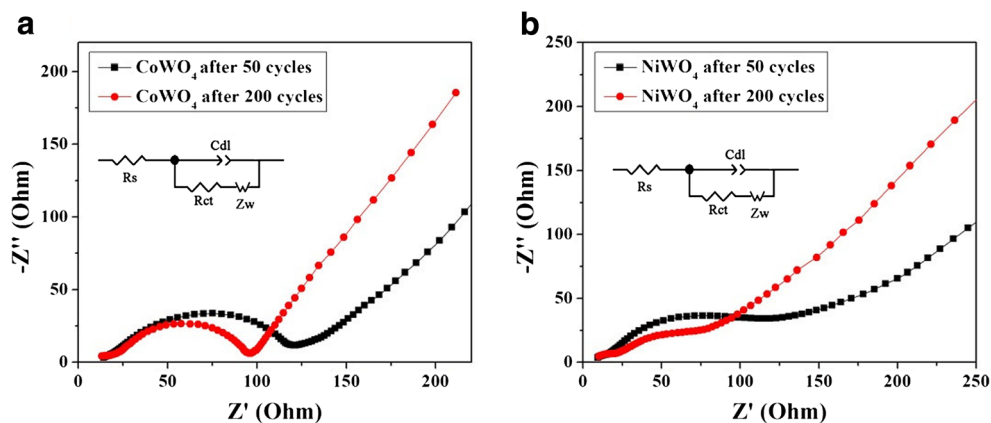 a
CoWO4 after 50 cycles
CoWO4 after 200 cycles
Rs
Cdl
Rct
Zw
-Z'' (Ohm)
200
150
100
50
0
0 50 100 150 200
Z' (Ohm)
b
NiWO4 after 50 cycles
NiWO4 after 200 cycles
Rs
Cdl
Rct
Zw
-Z'' (Ohm)
250
200
150
100
50
0
0 50 100 150 200 250
Z' (Ohm)